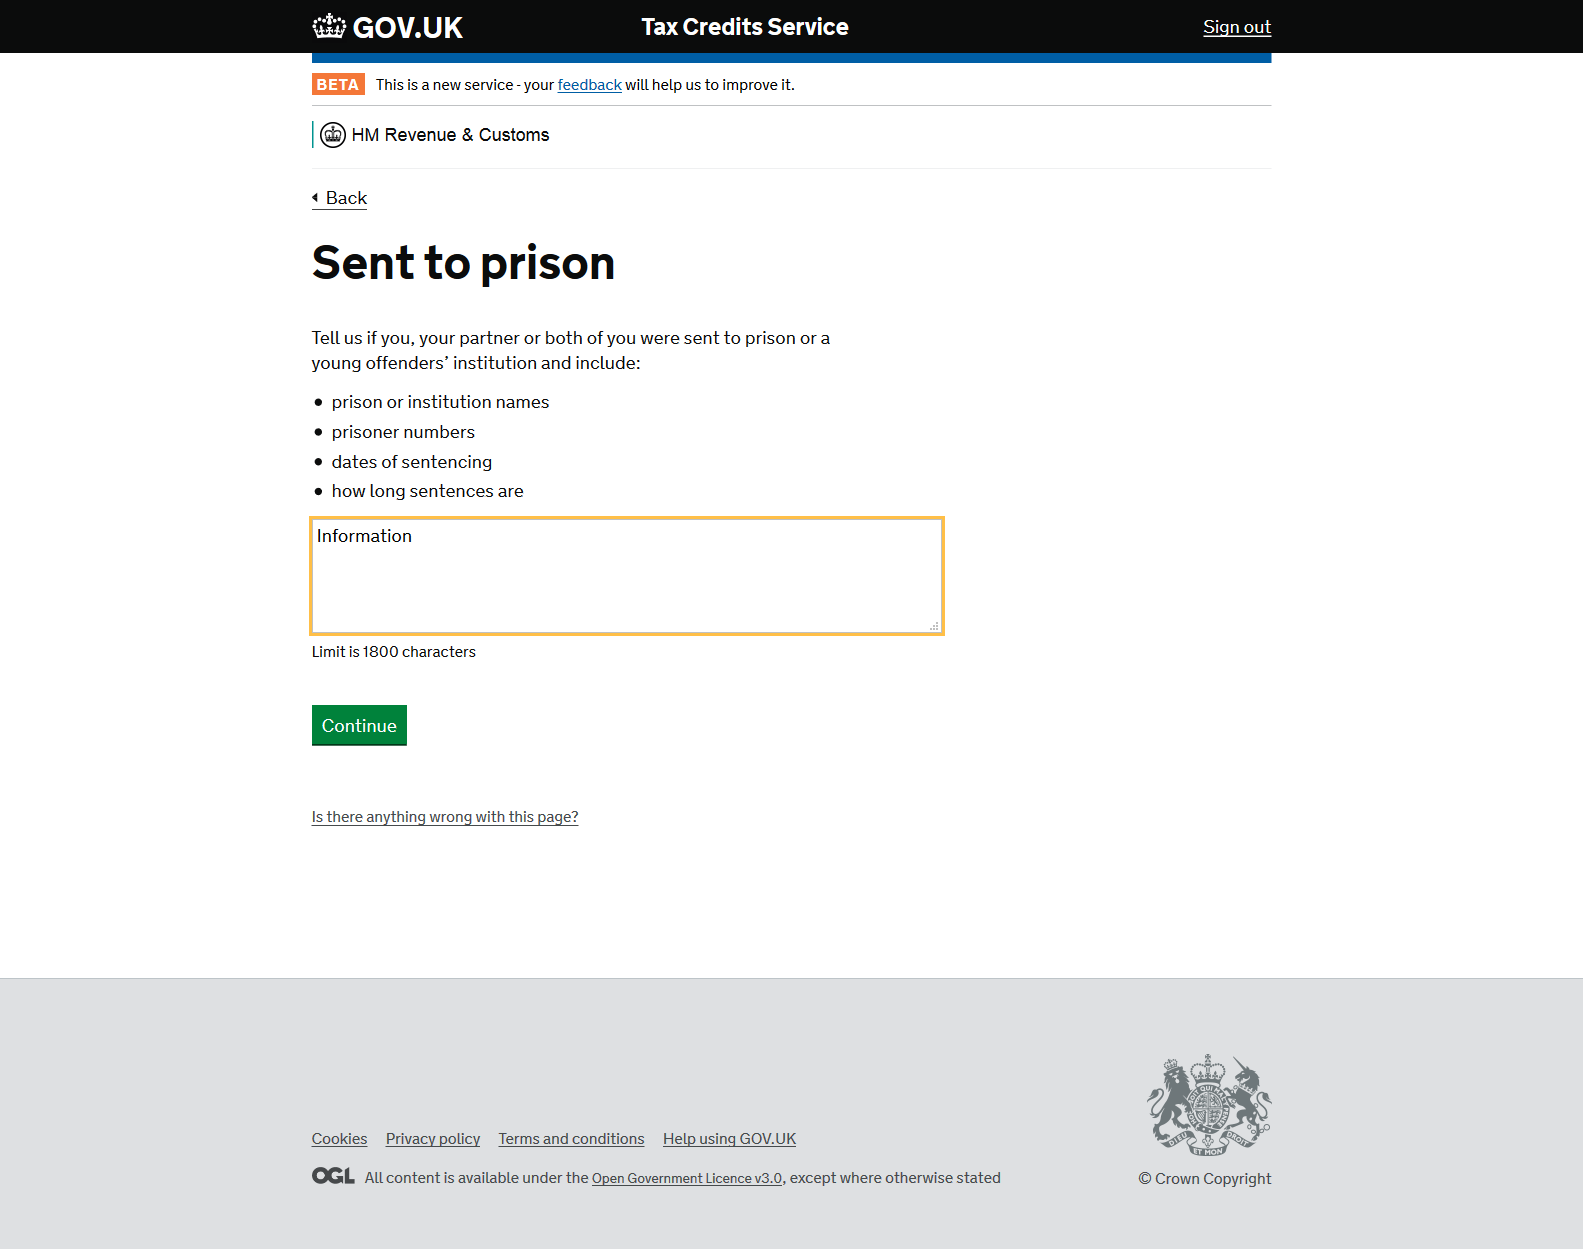 GOV.UK Tax Credits Service Sign out
BETA This is a new service - your feedback will help us to improve it.
HM Revenue & Customs
Back
Sent to prison
Tell us if you, your partner or both of you were sent to prison or a
young offenders’ institution and include:
• prison or institution names
• prisoner numbers
• dates of sentencing
• how long sentences are
Information
Limit is 1800 characters
Continue
Is there anything wrong with this page?
Cookies Privacy policy Terms and conditions Help using GOV.UK
OGL All content is available under the Open Government Licence v3.0, except where otherwise stated
DIEU ET MON DROIT
© Crown Copyright